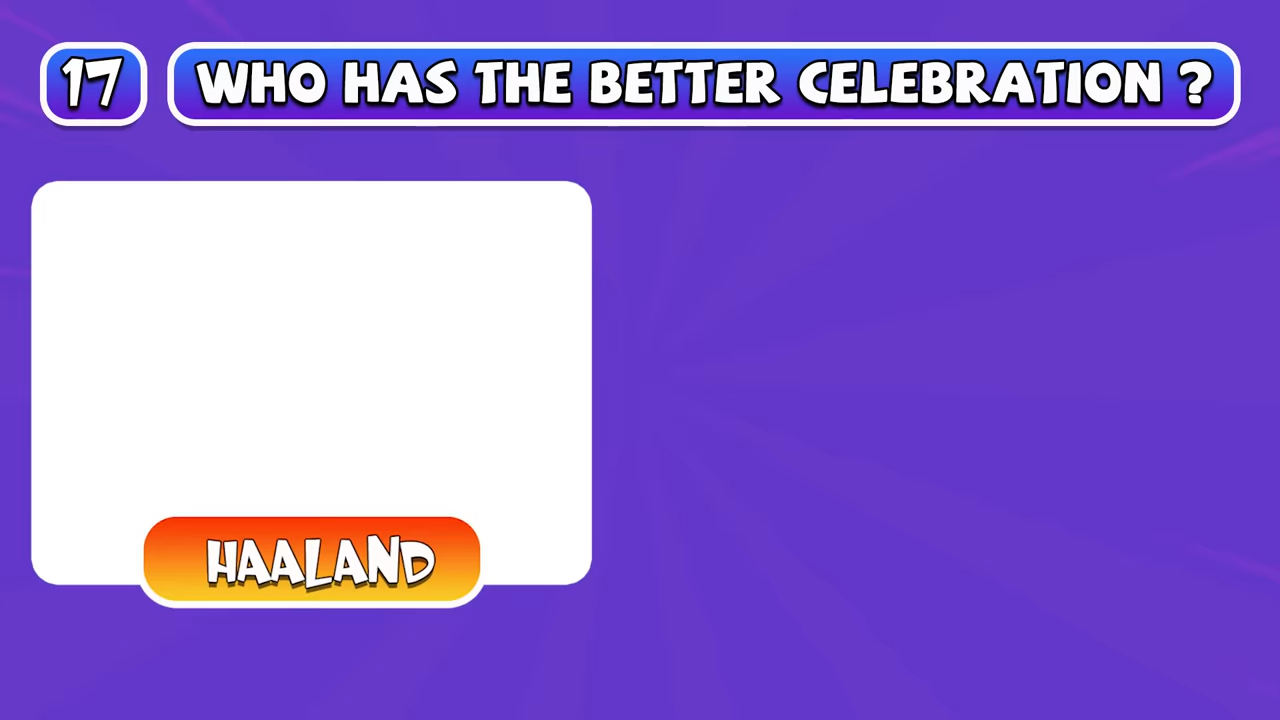 17
WHO HAS THE BETTER CELEBRATION ?
HAALAND